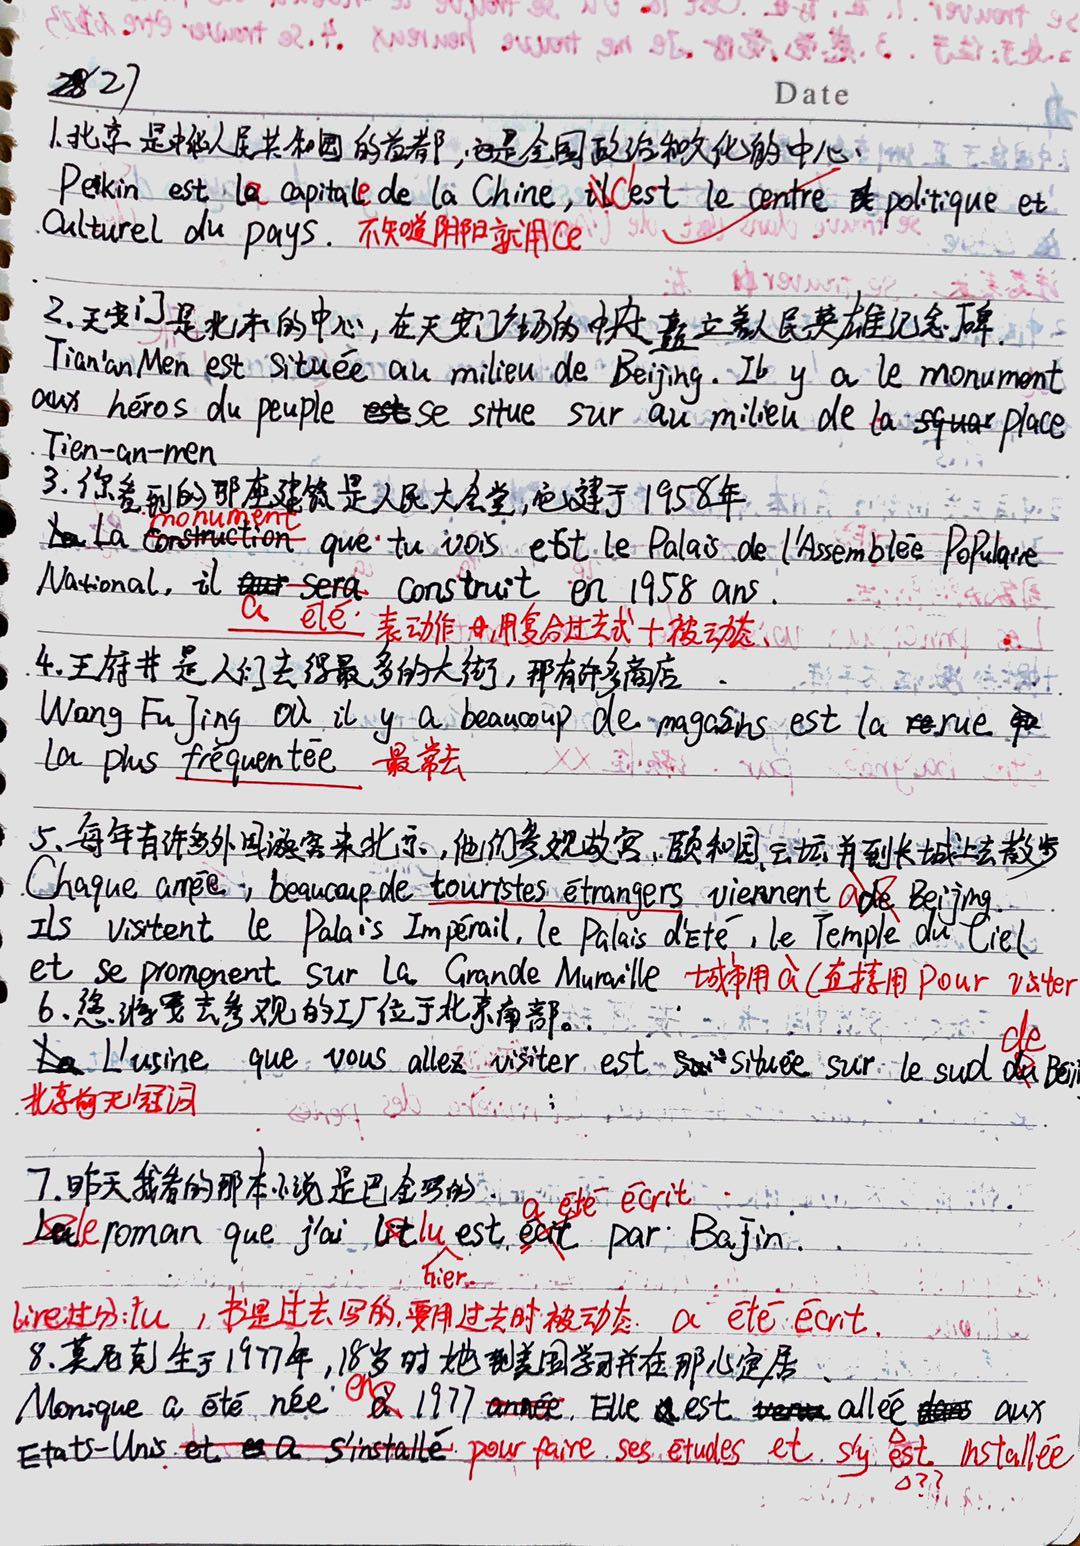 27
Date
1.北京是中华人民共和国的首都,也是全国政治和文化的中心.
Pekin est la capitale de la Chine, C'est le centre politique et
Culturel du pays. 不知道阴阳就用ce
2.天安门是北京的中心,在天安门广场的中央矗立着人民英雄纪念碑.
Tian'anMen est située au milieu de Beijing. Il y a le monument
aux héros du peuple est se situe sur au milieu de la squar place
Tien-an-men
3.你看到的那座建筑是人民大会堂,它建于1958年
monument
La construction que tu vois est le Palais de l'Assemblée Populaire
National, il sera construit en 1958 ans.
a été 表动作 用复合过去式+被动态.
4.王府井是人们去得最多的大街,那有许多商店
Wang Fu Jing où il y a beaucoup de magasins est la rue
la plus fréquentée 最常去
5.每年有许多外国游客来北京,他们参观故宫,颐和园,天坛并到长城上去散步
Chaque année, beaucoup de touristes étrangers viennent à Beijing.
Ils visitent le Palais Impérail, le Palais d'Eté, le Temple du Ciel
et se promenent sur La Grande Muraille 城市用à(直接用pour visiter
6.您将要去参观的工厂位于北京南部.
de
L'usine que vous allez visiter est située sur le sud du Beiji
北京前无冠词
7.昨天我看的那本小说是巴金写的.
a été écrit
le roman que j'ai lit lu est écit par Bajin.
hier.
Lire过分:lu,书是过去写的,要用过去时被动态. a été écrit.
8.莫尼克生于1977年,18岁时她到美国学习并在那儿定居
en
Monique a été née à 1977 année. Elle est venu allée dans aux
Etats-Unis et a s'installé pour faire ses études et s'y est installée
??